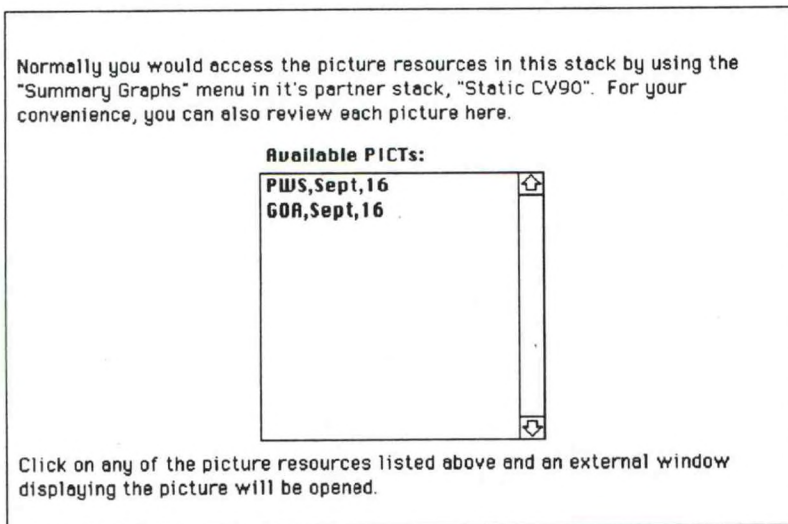 Normally you would access the picture resources in this stack by using the
"Summary Graphs" menu in it's partner stack, "Static CV90".  For your
convenience, you can also review each picture here.
Available PICTs:
PWS,Sept,16
GOA,Sept,16
Click on any of the picture resources listed above and an external window
displaying the picture will be opened.